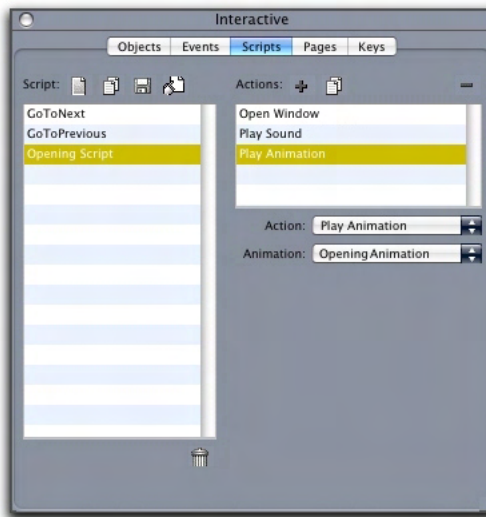 Interactive
Objects Events Scripts Pages Keys
Script:
GoToNext
GoToPrevious
Opening Script
Actions:
Open Window
Play Sound
Play Animation
Action: Play Animation
Animation: Opening Animation